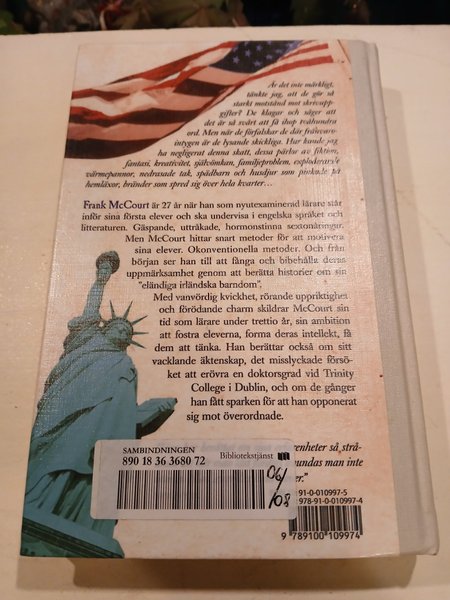 Är det inte märkligt,
tänkte jag, att de gör så
starkt motstånd mot skrivupp-
gifter? De klagar och säger att
det är så svårt att få ihop tvåhundra
ord. Men när de förfalskar de där frånvaro-
intygen är de lysande skickliga. Hur kunde jag
ha negligerat denna skatt, dessa pärlor av fiktion,
fantasi, kreativitet, självömkan, familjeproblem, exploderande
värmepannor, nedrasade tak, spädbarn och husdjur som pinkade på
hemläxor, bränder som spred sig över hela kvarter…
Frank McCourt är 27 år när han som nyutexaminerad lärare står
inför sina första elever och ska undervisa i engelska språket och
litteraturen. Gäspande, uttråkade, hormonstinna sextonåringar.
Men McCourt hittar snart metoder för att motivera
sina elever. Okonventionella metoder. Och från
början ser han till att fånga och bibehålla deras
uppmärksamhet genom att berätta historier om sin
"eländiga irländska barndom".
Med vanvördig kvickhet, rörande uppriktighet
och förödande charm skildrar McCourt sin
tid som lärare under trettio år, sin ambition
att fostra eleverna, forma deras intellekt, få
dem att tänka. Han berättar också om sitt
vacklande äktenskap, det misslyckade försö-
ket att erövra en doktorsgrad vid Trinity
College i Dublin, och om de gånger
han fått sparken för att han opponerat
sig mot överordnade.
SAMBINDNINGEN
Bibliotekstjänst
890 18 36 3680 72
06/
/08
enheter så strå-
undas man inte
er."
91-0-010997-5
978-91-0-010997-4
9 789100 109974